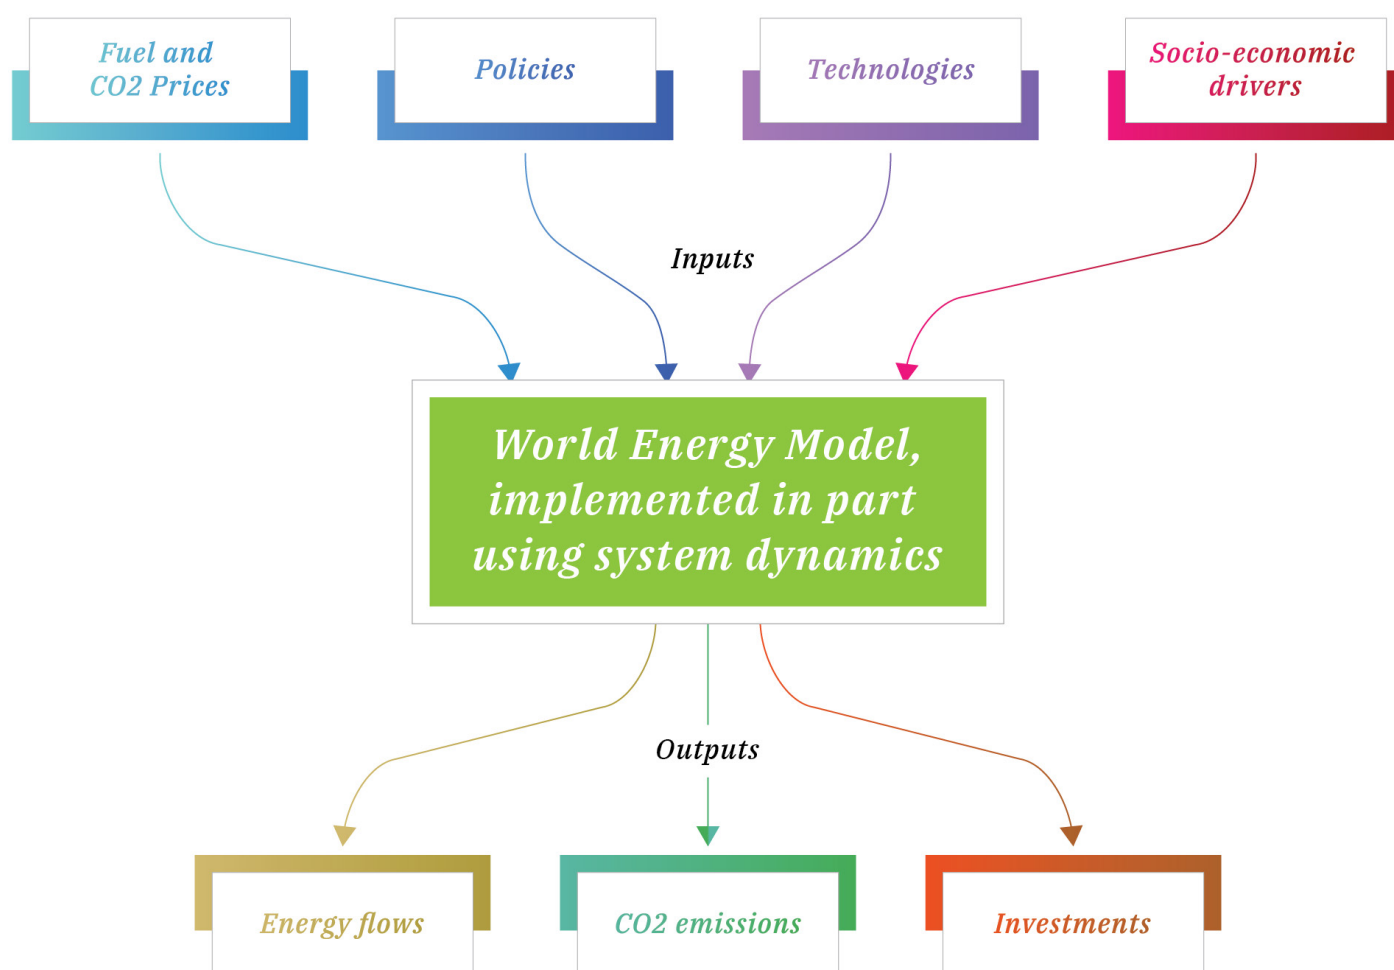 Fuel and
CO2 Prices
Policies
Technologies
Socio-economic
drivers
Inputs
World Energy Model,
implemented in part
using system dynamics
Outputs
Energy flows
CO2 emissions
Investments